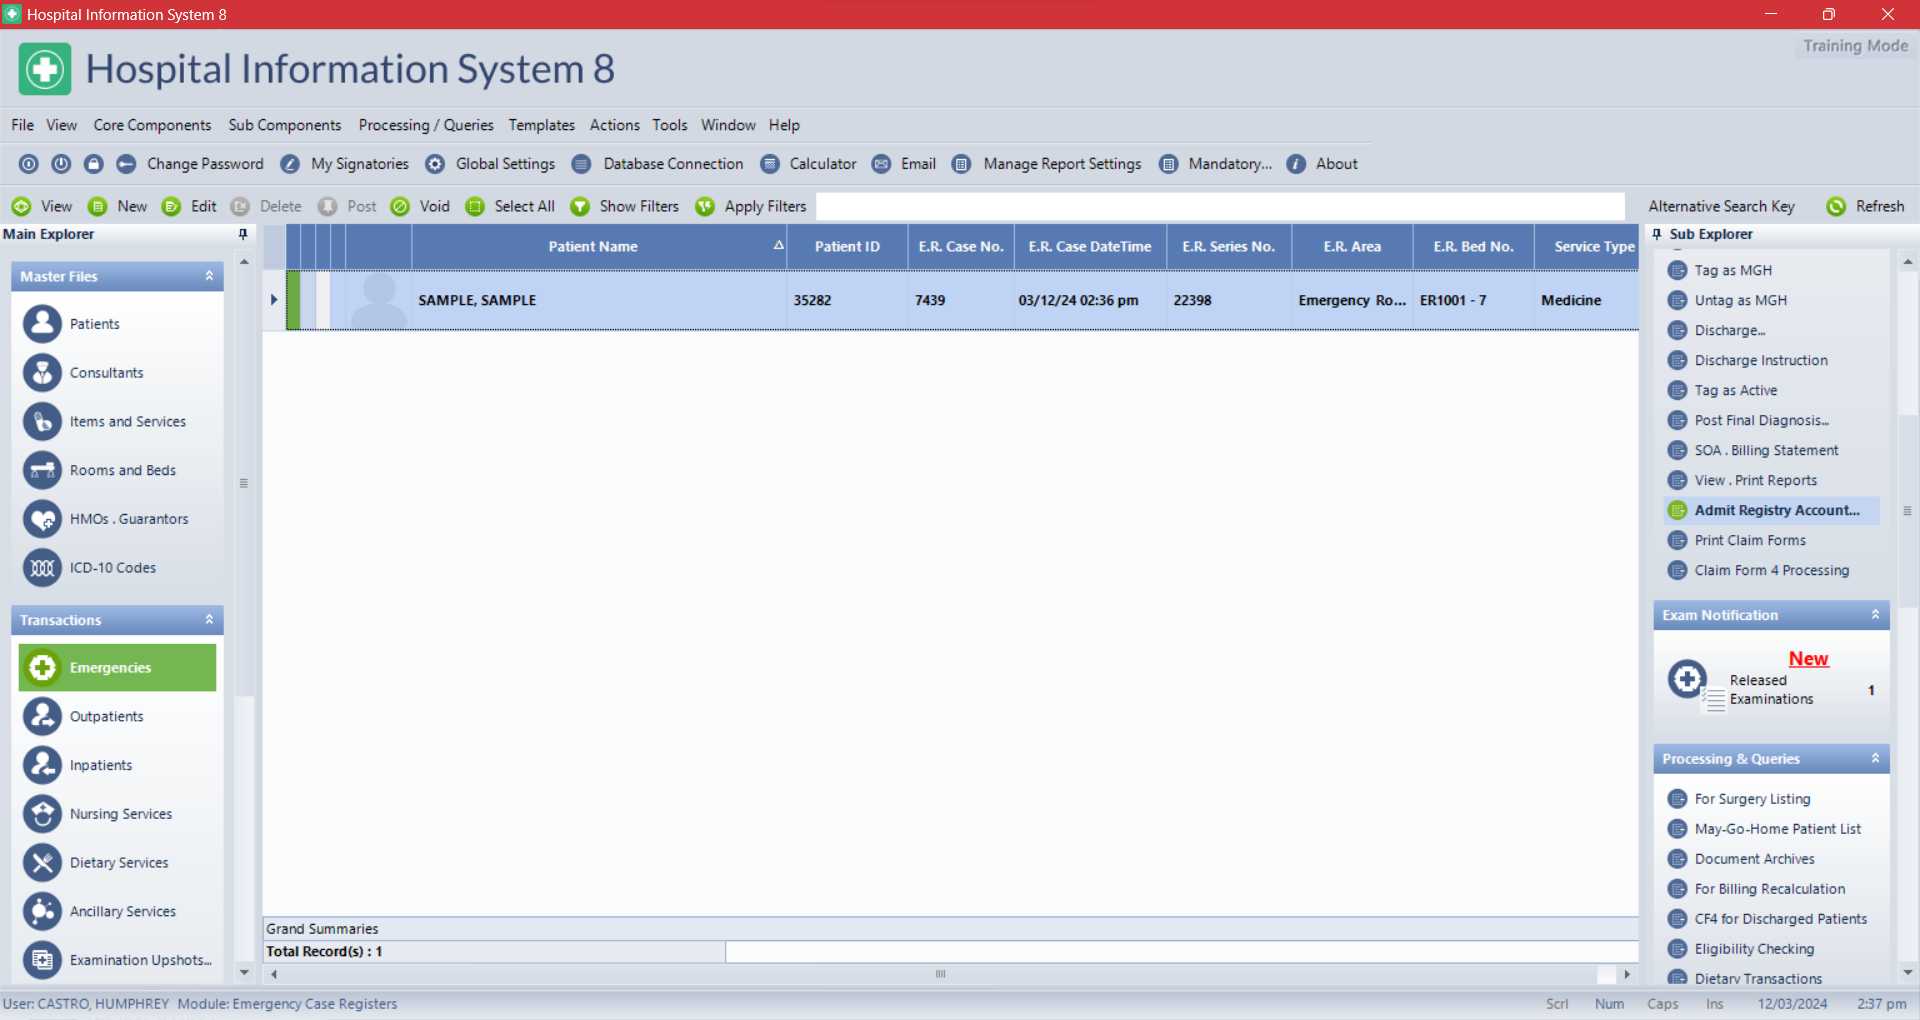 Hospital Information System 8
Training Mode
Hospital Information System 8
File View Core Components Sub Components Processing / Queries Templates Actions Tools Window Help
Change Password My Signatories Global Settings Database Connection Calculator Email Manage Report Settings Mandatory... About
View New Edit Delete Post Void Select All Show Filters Apply Filters Alternative Search Key Refresh
Main Explorer
Master Files
Patients
Consultants
Items and Services
Rooms and Beds
HMOs . Guarantors
ICD-10 Codes
Transactions
Emergencies
Outpatients
Inpatients
Nursing Services
Dietary Services
Ancillary Services
Examination Upshots...
Patient Name Patient ID E.R. Case No. E.R. Case DateTime E.R. Series No. E.R. Area E.R. Bed No. Service Type
SAMPLE, SAMPLE 35282 7439 03/12/24 02:36 pm 22398 Emergency Ro... ER1001 - 7 Medicine
Grand Summaries
Total Record(s) : 1
Sub Explorer
Tag as MGH
Untag as MGH
Discharge...
Discharge Instruction
Tag as Active
Post Final Diagnosis...
SOA . Billing Statement
View . Print Reports
Admit Registry Account...
Print Claim Forms
Claim Form 4 Processing
Exam Notification
New
Released
Examinations 1
Processing & Queries
For Surgery Listing
May-Go-Home Patient List
Document Archives
For Billing Recalculation
CF4 for Discharged Patients
Eligibility Checking
Dietary Transactions
User: CASTRO, HUMPHREY Module: Emergency Case Registers
Scrl Num Caps Ins 12/03/2024 2:37 pm